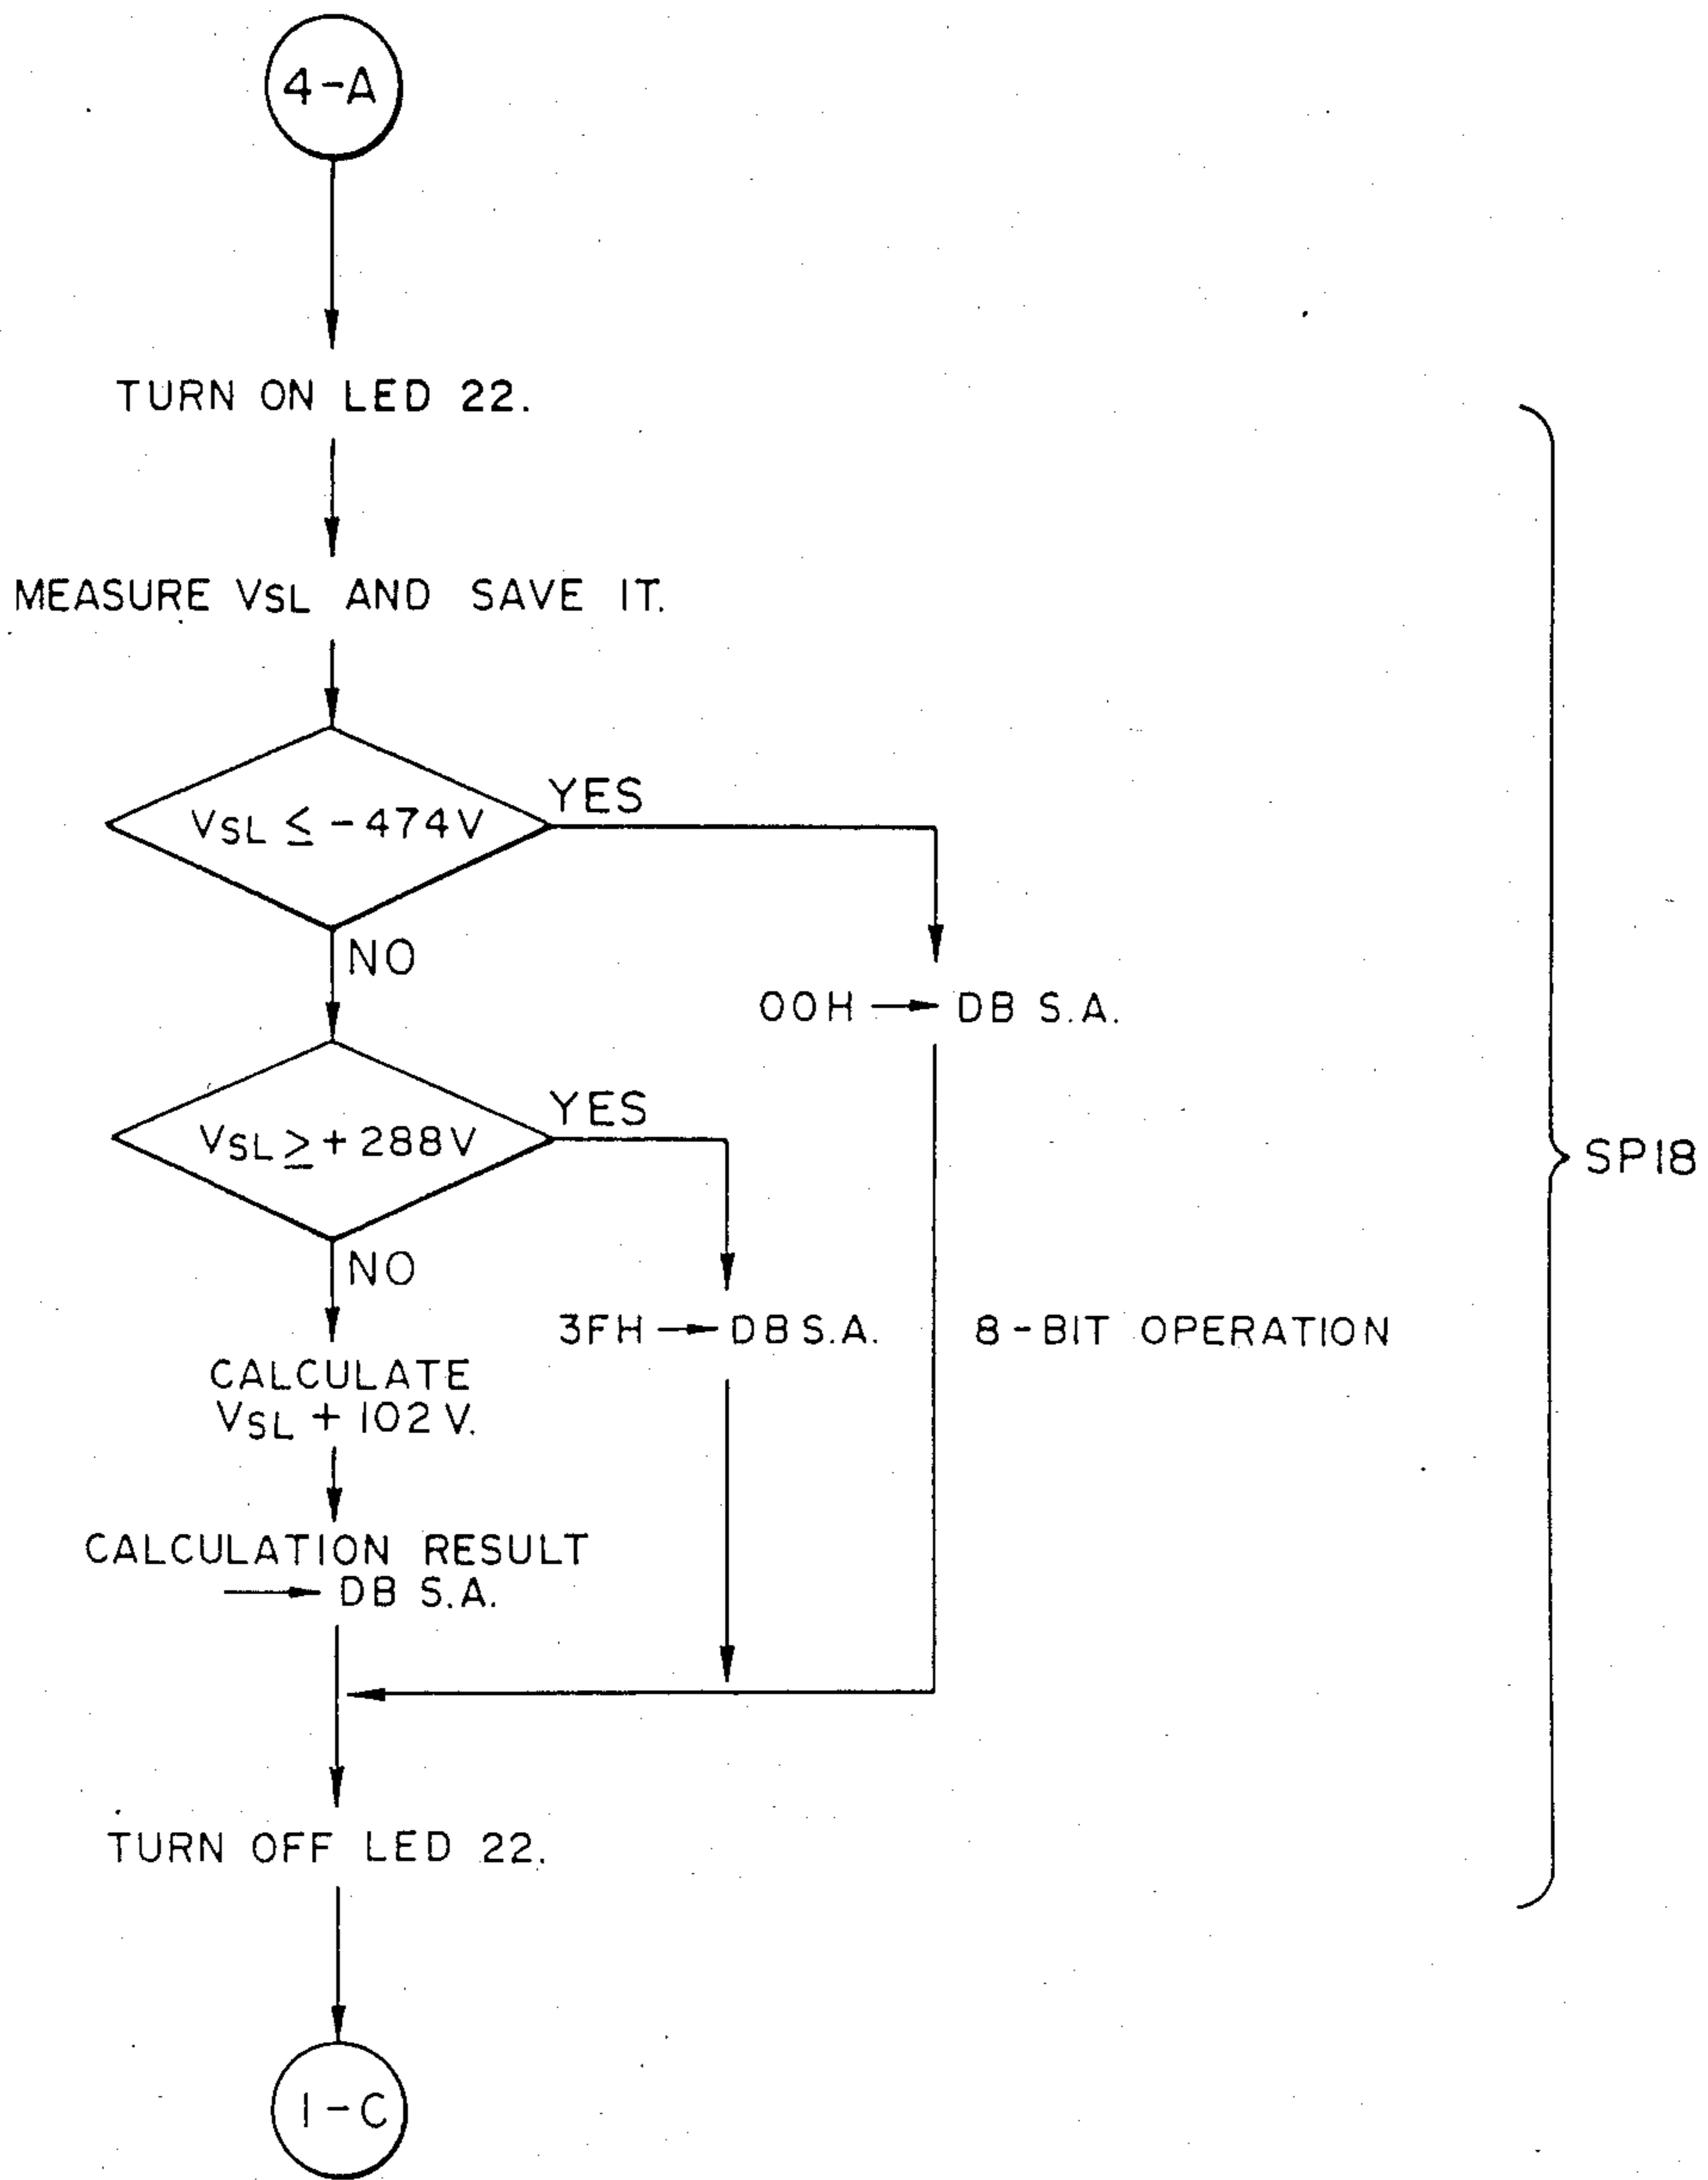 4-A
TURN ON LED 22.
MEASURE VSL AND SAVE IT.
VSL ≤ -474V
YES
NO
00H → DB S.A.
VSL ≥ +288V
YES
SP18
NO
3FH → DB S.A.
8-BIT OPERATION
CALCULATE
VSL + 102V.
CALCULATION RESULT
→ DB S.A.
TURN OFF LED 22.
1-C